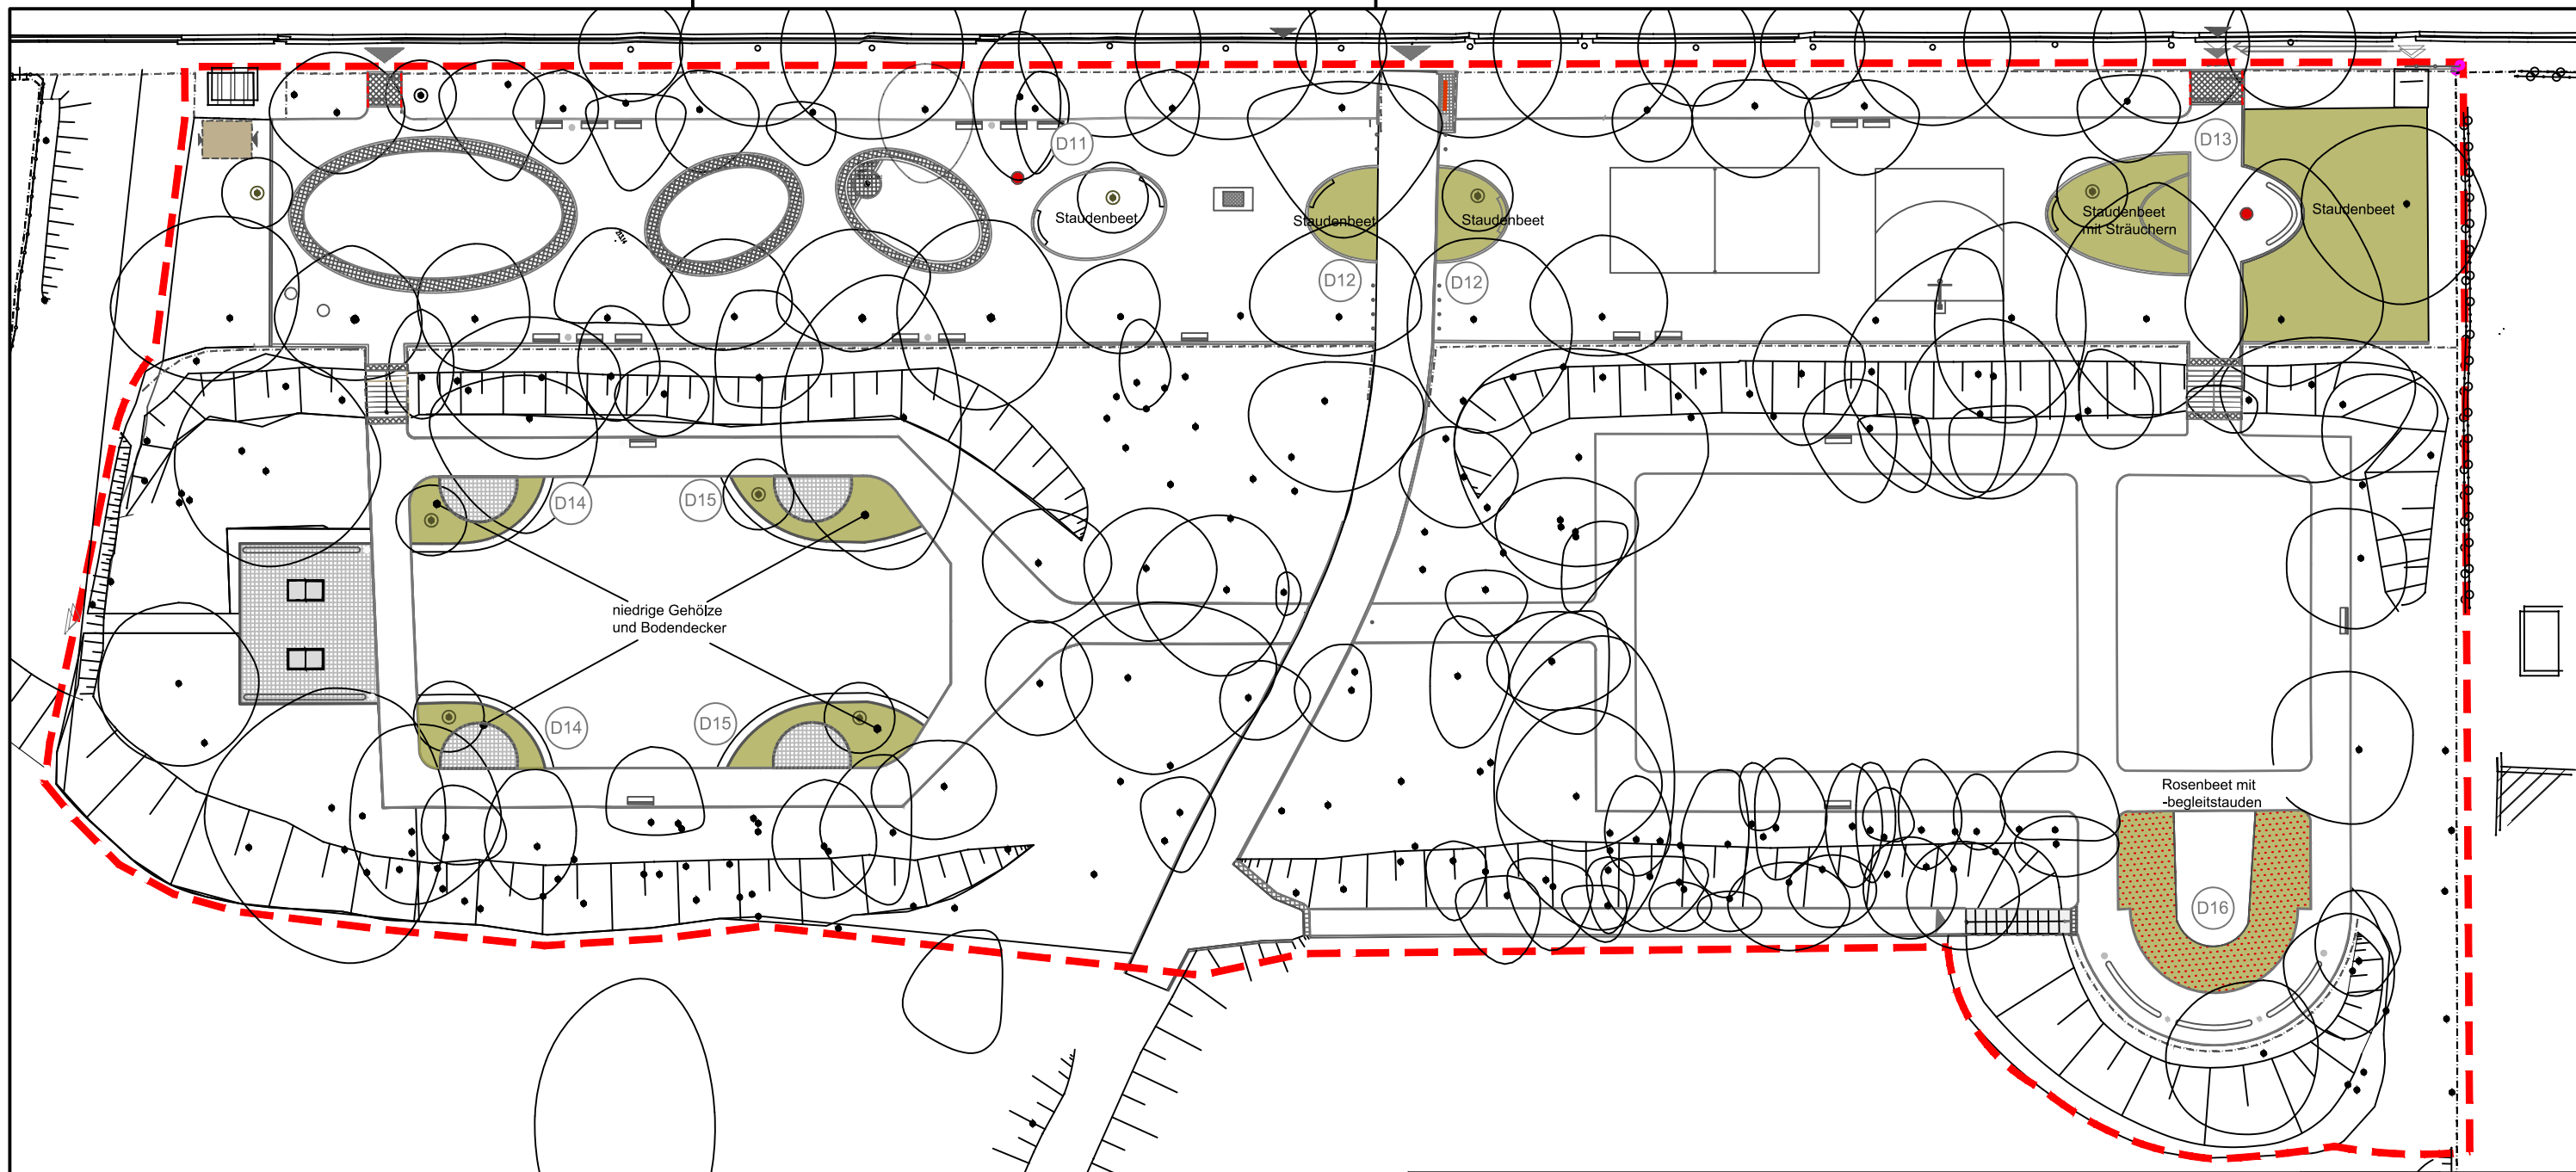 D11
D13
Staudenbeet
Staudenbeet
Staudenbeet
Staudenbeet
mit Sträuchern
Staudenbeet
D12
D12
D14
D15
niedrige Gehölze
und Bodendecker
D14
D15
Rosenbeet mit
-begleitstauden
D16